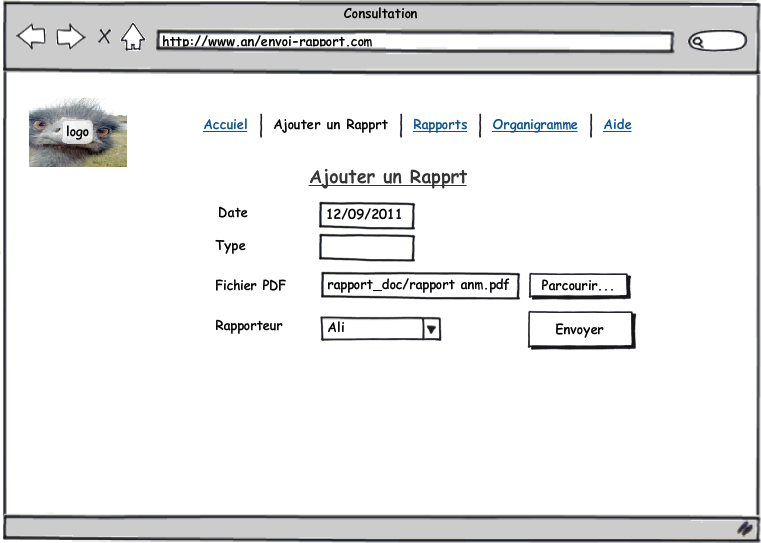 Consultation
http://www.an/envoi-rapport.com
logo
Accuiel | Ajouter un Rapprt | Rapports | Organigramme | Aide
Ajouter un Rapprt
Date 12/09/2011
Type
Fichier PDF rapport_doc/rapport anm.pdf Parcourir...
Rapporteur Ali Envoyer